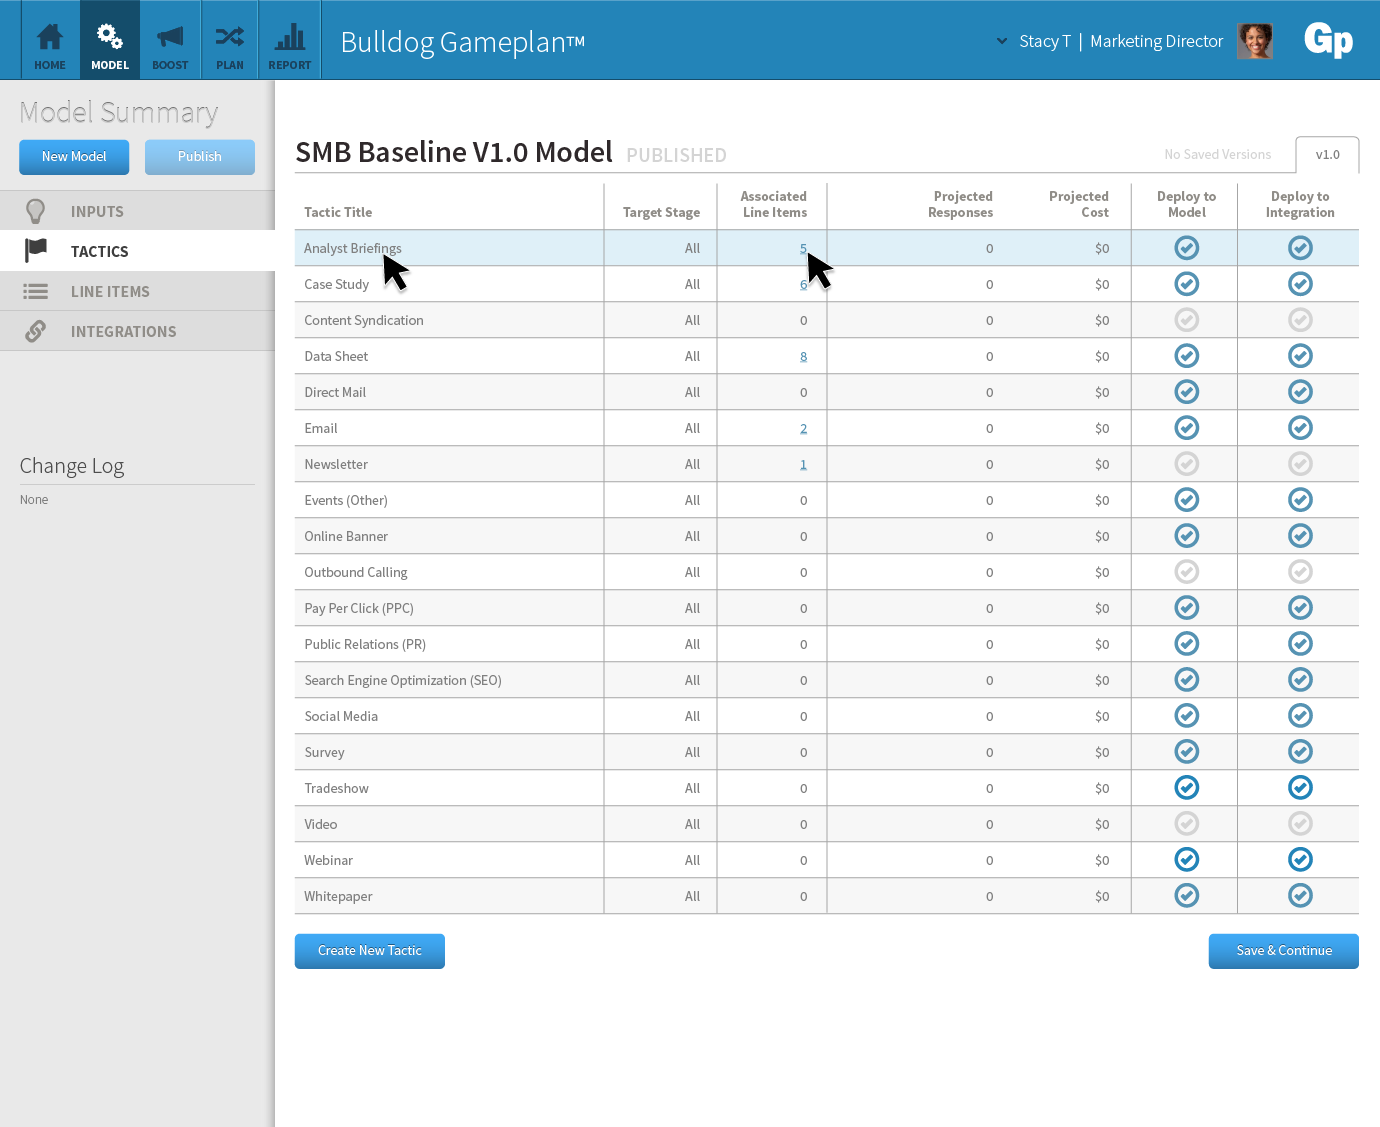 HOME
MODEL
BOOST
PLAN
REPORT
Bulldog Gameplan™
Stacy T | Marketing Director
Gp
Model Summary
New Model
Publish
INPUTS
TACTICS
LINE ITEMS
INTEGRATIONS
Change Log
None
SMB Baseline V1.0 Model PUBLISHED
No Saved Versions
v1.0
Tactic Title
Target Stage
Associated
Line Items
Projected
Responses
Projected
Cost
Deploy to
Model
Deploy to
Integration
Analyst Briefings All 5 0 $0
Case Study All 6 0 $0
Content Syndication All 0 0 $0
Data Sheet All 8 0 $0
Direct Mail All 0 0 $0
Email All 2 0 $0
Newsletter All 1 0 $0
Events (Other) All 0 0 $0
Online Banner All 0 0 $0
Outbound Calling All 0 0 $0
Pay Per Click (PPC) All 0 0 $0
Public Relations (PR) All 0 0 $0
Search Engine Optimization (SEO) All 0 0 $0
Social Media All 0 0 $0
Survey All 0 0 $0
Tradeshow All 0 0 $0
Video All 0 0 $0
Webinar All 0 0 $0
Whitepaper All 0 0 $0
Create New Tactic
Save & Continue